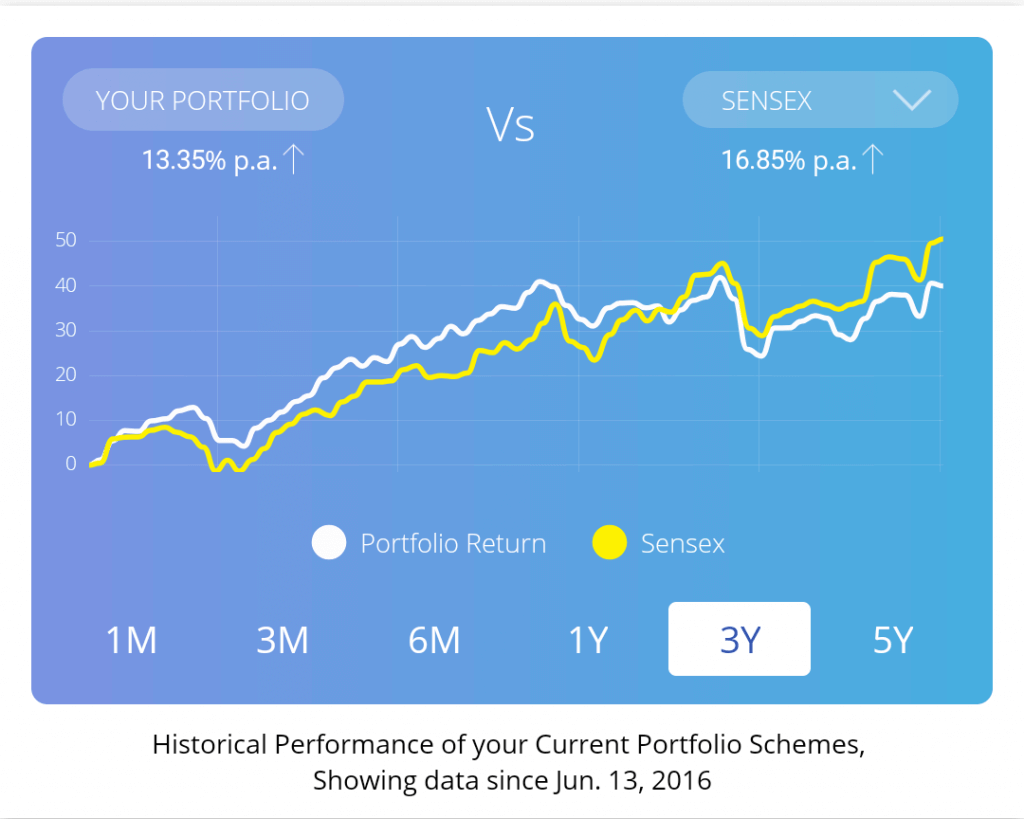 YOUR PORTFOLIO
Vs
SENSEX
13.35% p.a.
16.85% p.a.
50
40
30
20
10
0
Portfolio Return
Sensex
1M 3M 6M 1Y 3Y 5Y
Historical Performance of your Current Portfolio Schemes,
Showing data since Jun. 13, 2016